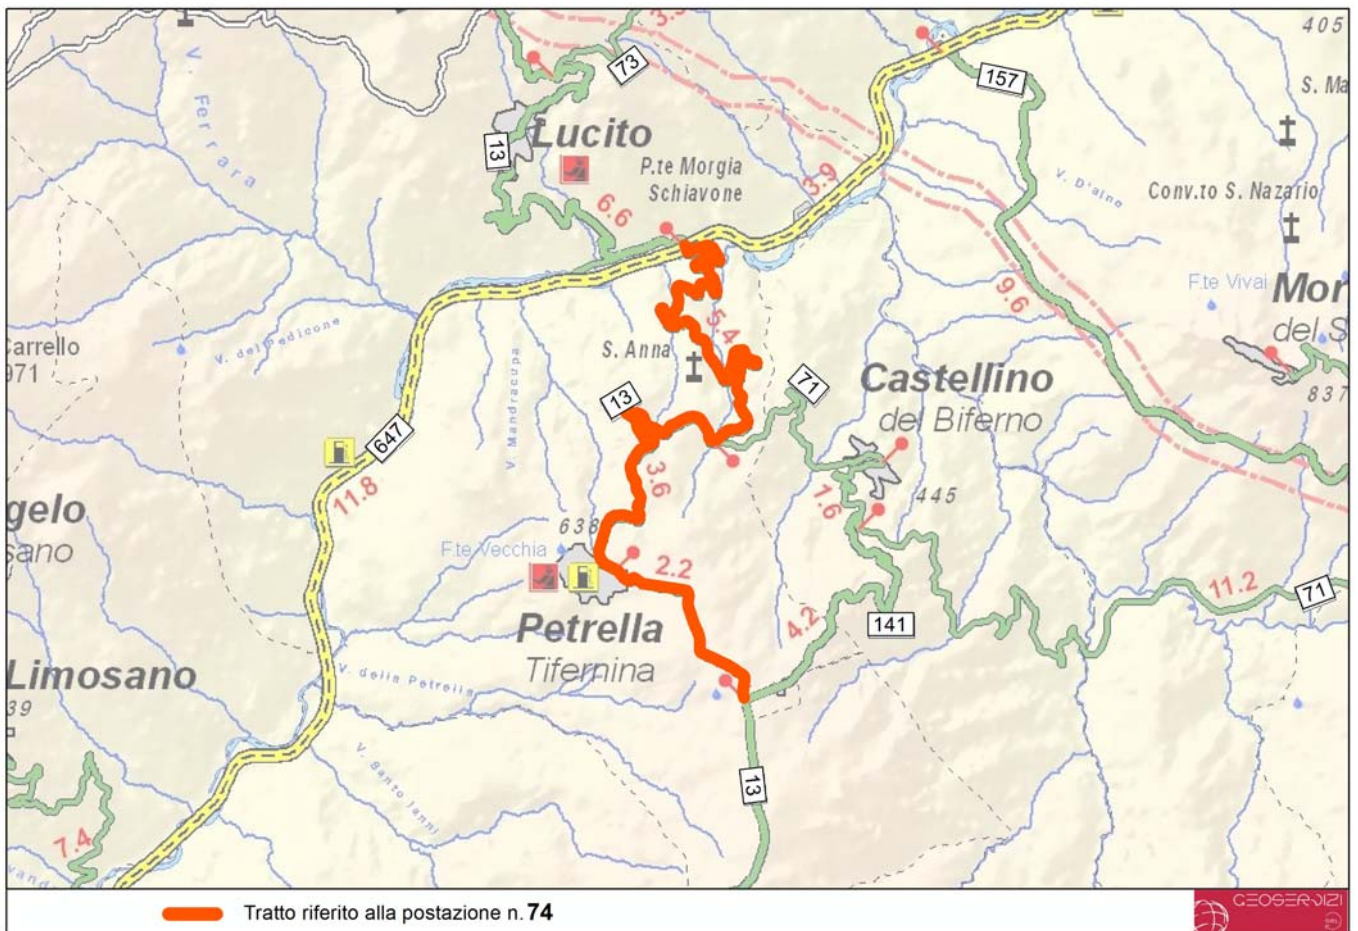 3.9
405
73
157
S. Ma
V. Ferrara
13
Lucito
P.te Morgia
Schiavone
3.9
V. D'aino
Conv.to S. Nazario
6.6
9.6
F.te Vivai
Mor
del S
837
Carrello
971
V. del Pedicone
V. Mandracupa
S. Anna
5.4
13
71
Castellino
del Biferno
647
11.8
3.6
1.6
445
gelo
sano
638
F.te Vecchia
2.2
11.2
71
Petrella
Tifernina
4.2
141
Limosano
39
V. della Petrella
V. Santo Ianni
13
7.4
Tratto riferito alla postazione n. 74
GEOSERVIZI